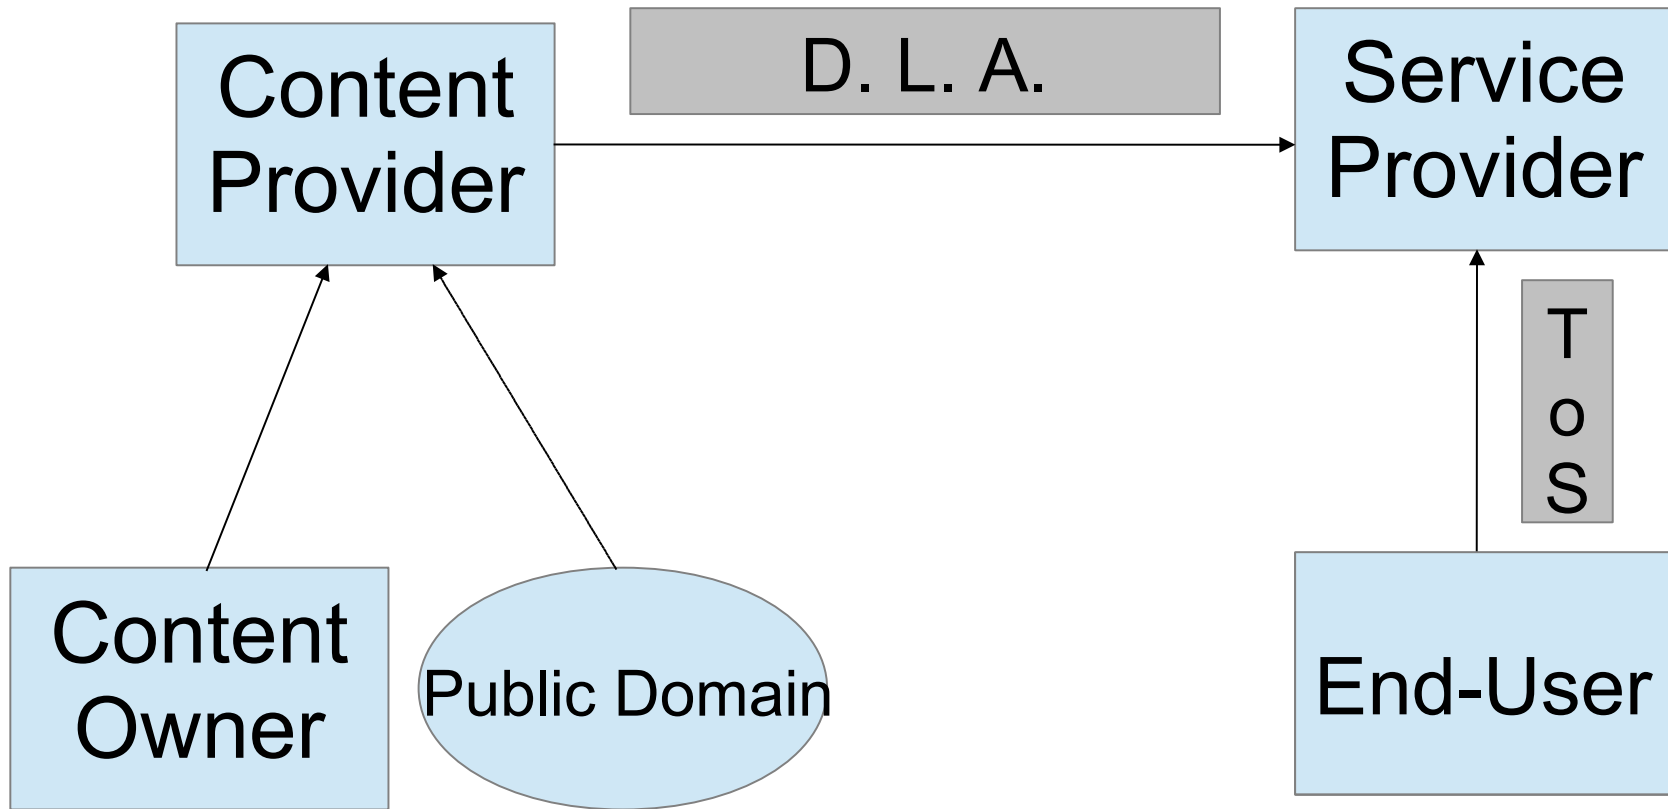 Content
Provider
D. L. A.
Service
Provider
T
o
S
Content
Owner
Public Domain
End-User